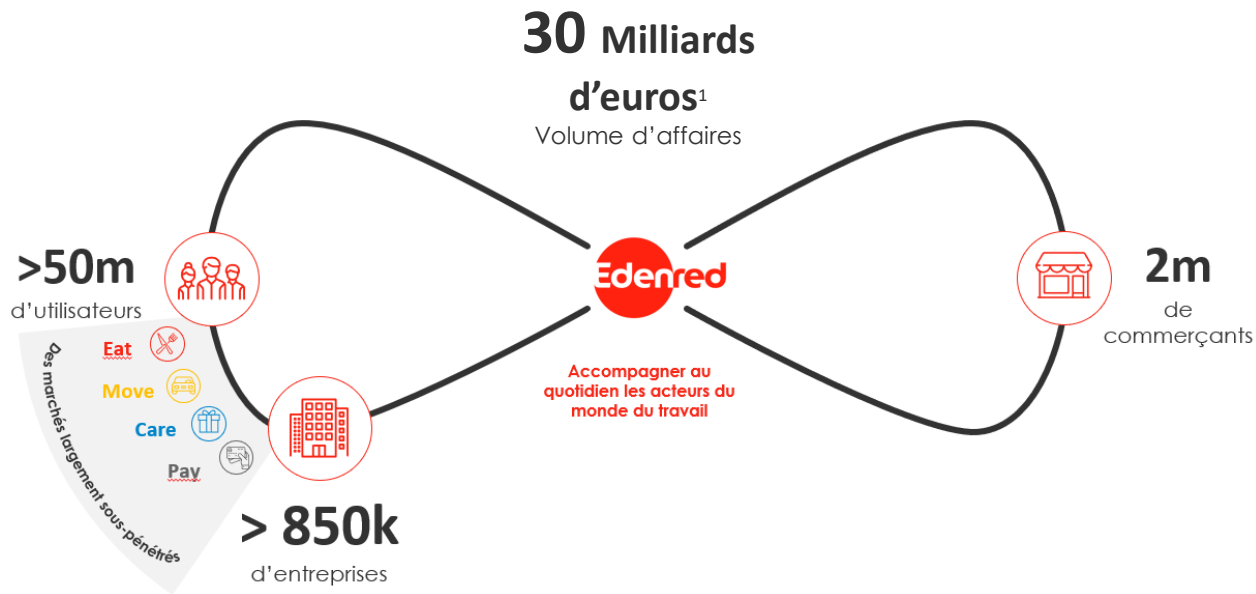 30 Milliards
d'euros¹
Volume d'affaires
>50m
d'utilisateurs
Edenred
2m
de
commerçants
Eat
Move
Care
Pay
Des marchés largement sous-pénétrés
Accompagner au
quotidien les acteurs du
monde du travail
> 850k
d'entreprises